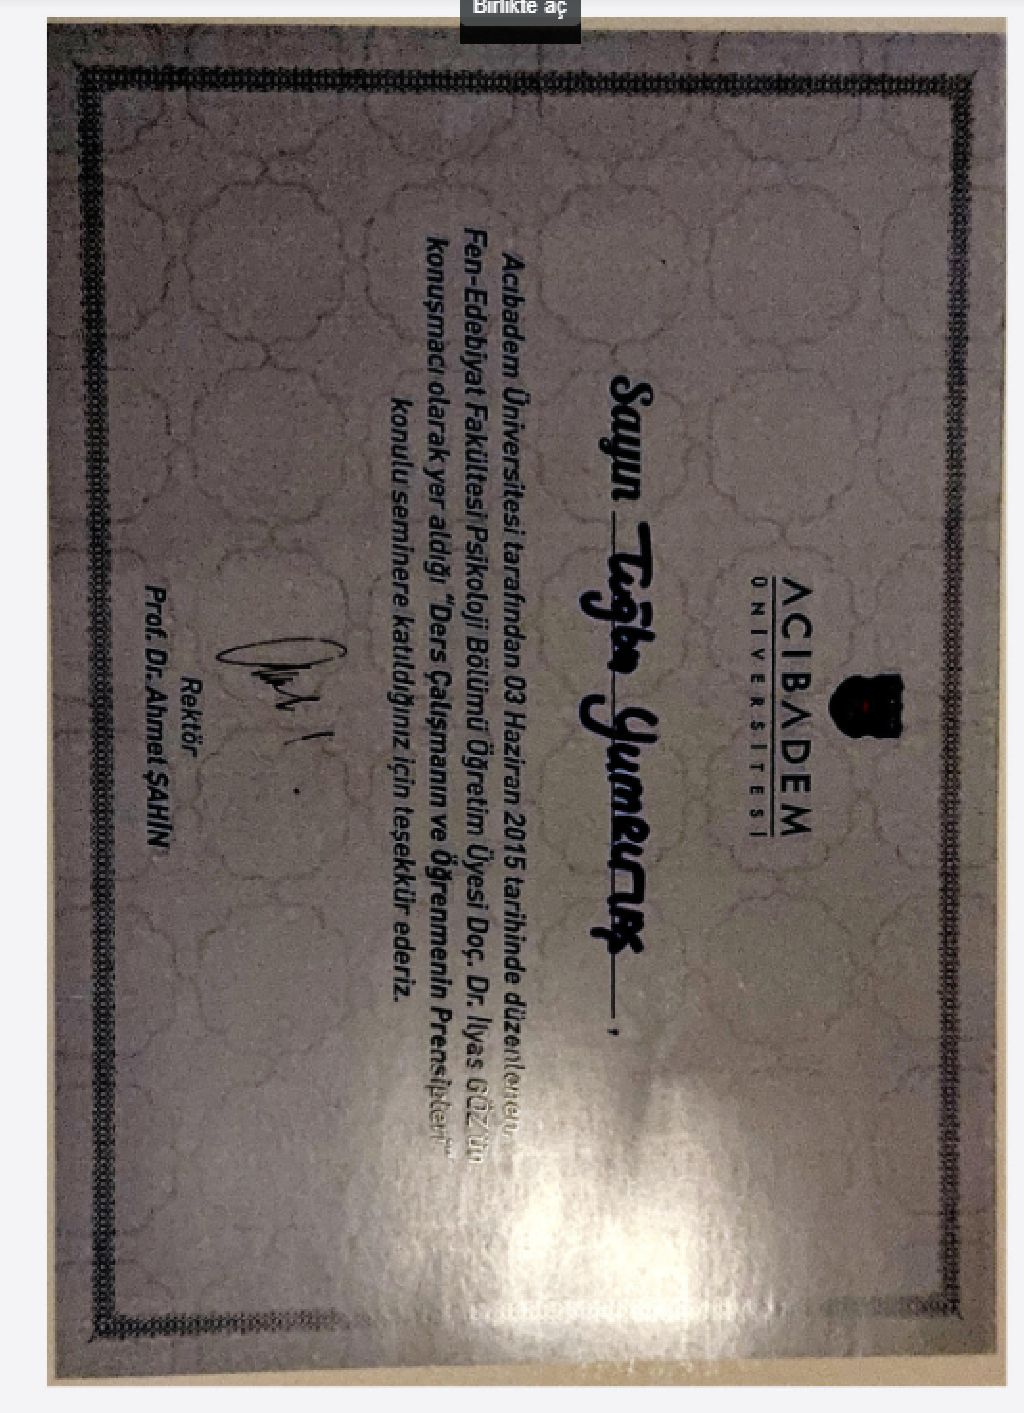 Birlikte aç
ACIBADEM
ÜNİVERSİTESİ
Sayın Tuğba ,
Acıbadem Üniversitesi tarafından 03 Haziran 2015 tarihinde düzenlenen,
Fen-Edebiyat Fakültesi Psikoloji Bölümü Öğretim Üyesi Doç. Dr. İlyas GÖZ'ün
konuşmacı olarak yer aldığı "Ders Çalışmanın ve Öğrenmenin Prensipleri"
konulu seminere katıldığınız için teşekkür ederiz.
Rektör
Prof. Dr. Ahmet ŞAHİN